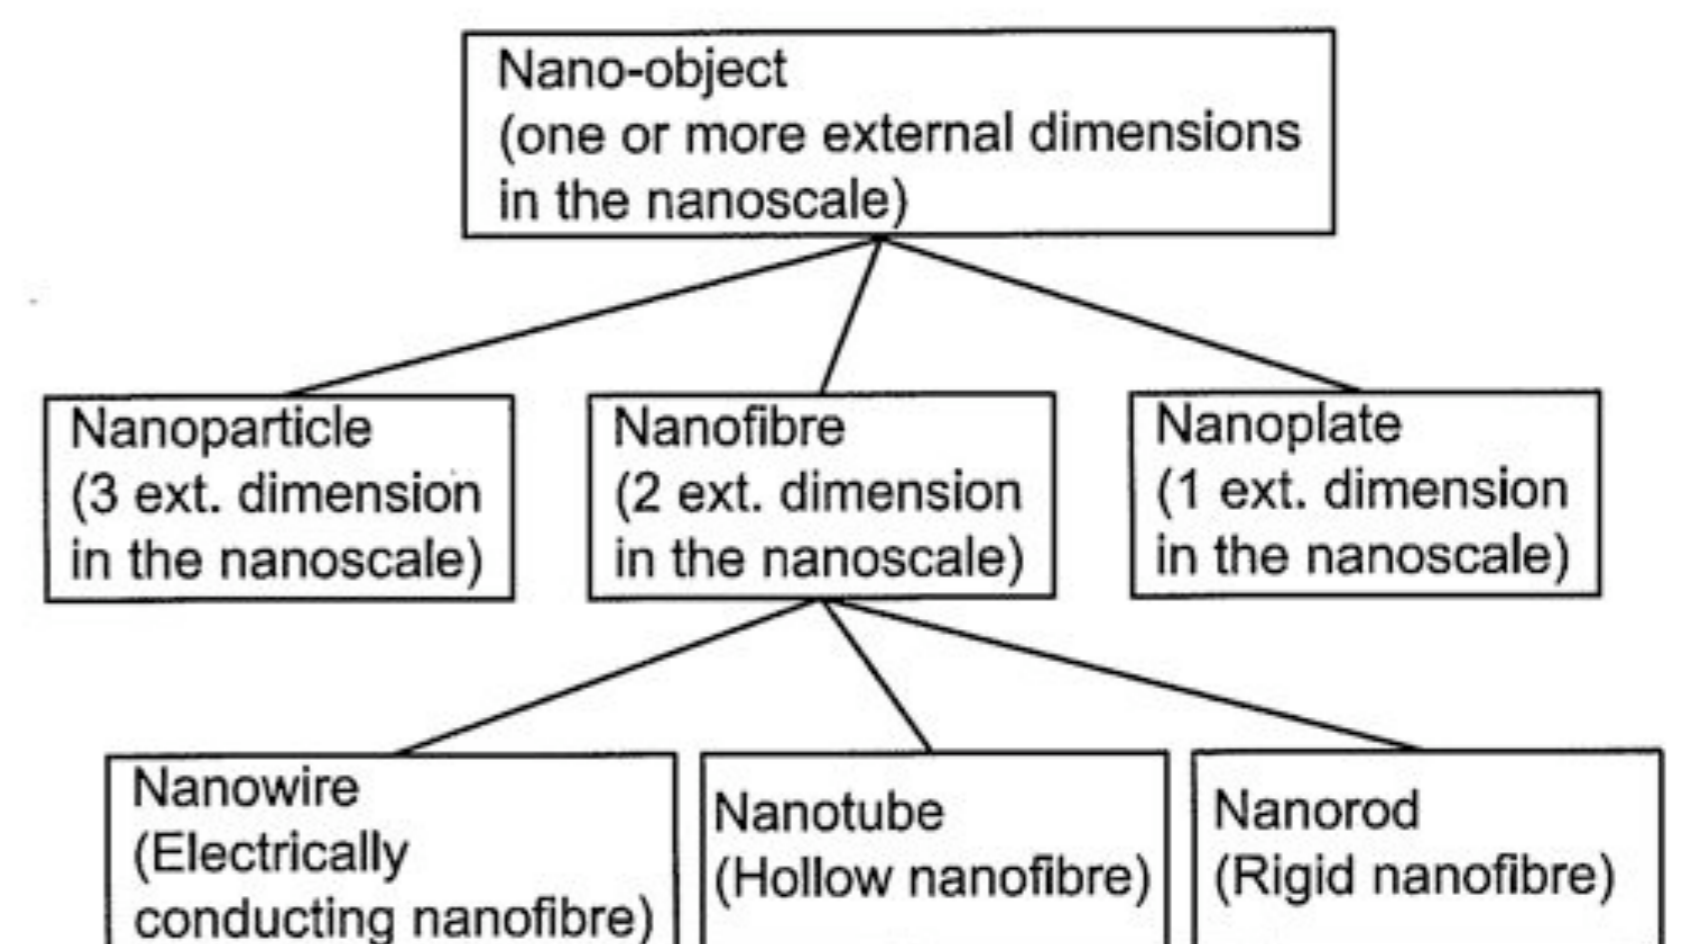 Nano-object
(one or more external dimensions
in the nanoscale)
Nanoparticle
(3 ext. dimension
in the nanoscale)
Nanofibre
(2 ext. dimension
in the nanoscale)
Nanoplate
(1 ext. dimension
in the nanoscale)
Nanowire
(Electrically
conducting nanofibre)
Nanotube
(Hollow nanofibre)
Nanorod
(Rigid nanofibre)